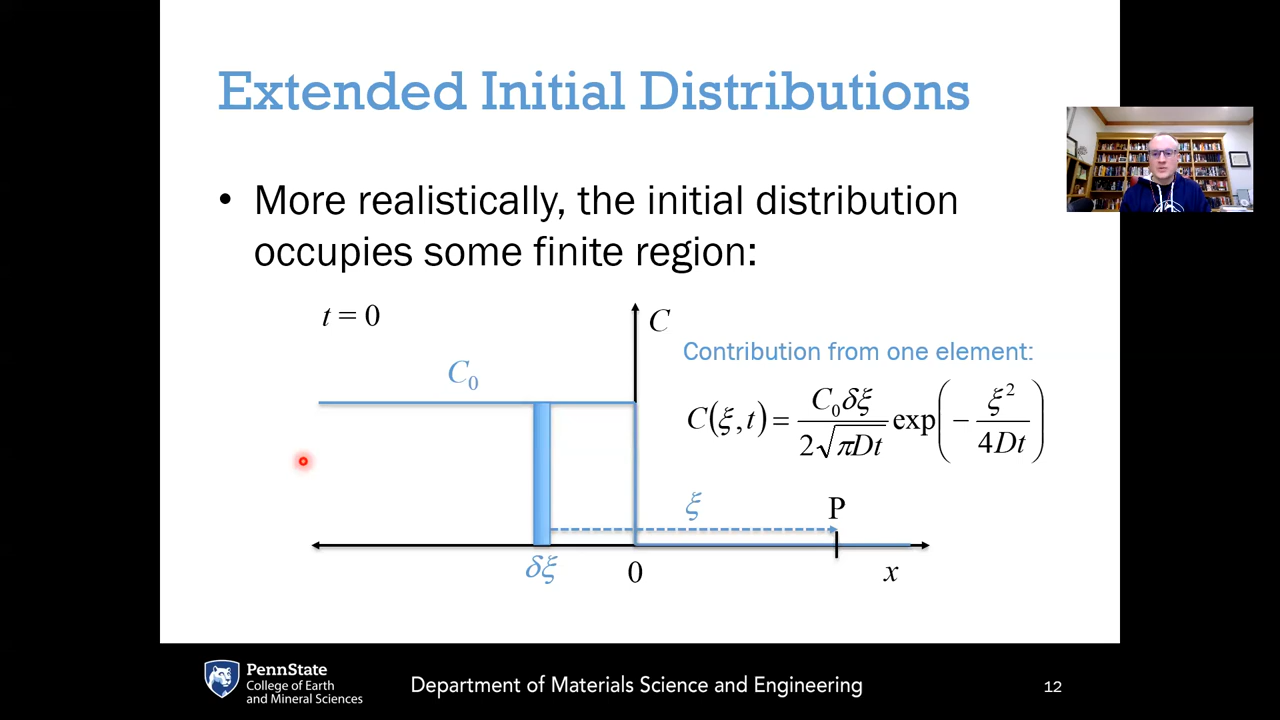 Extended Initial Distributions
• More realistically, the initial distribution
occupies some finite region:
t = 0
C
Contribution from one element:
C₀
C(ξ,t) = C₀δξ / 2√πDt exp(− ξ² / 4Dt)
ξ
P
δξ
0
x
PennState
College of Earth
and Mineral Sciences
Department of Materials Science and Engineering
12